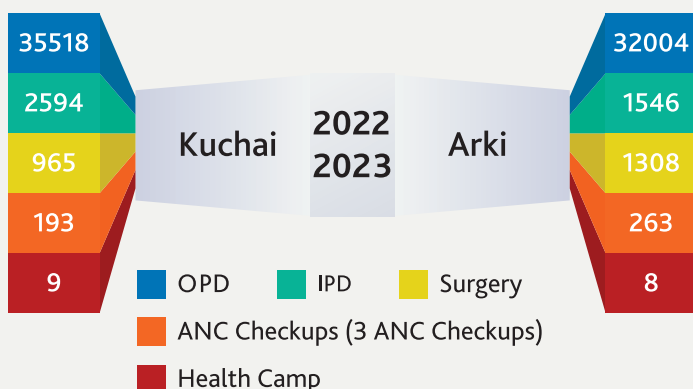 35518
2594
965
193
9
Kuchai
2022
2023
Arki
32004
1546
1308
263
8
OPD
IPD
Surgery
ANC Checkups (3 ANC Checkups)
Health Camp